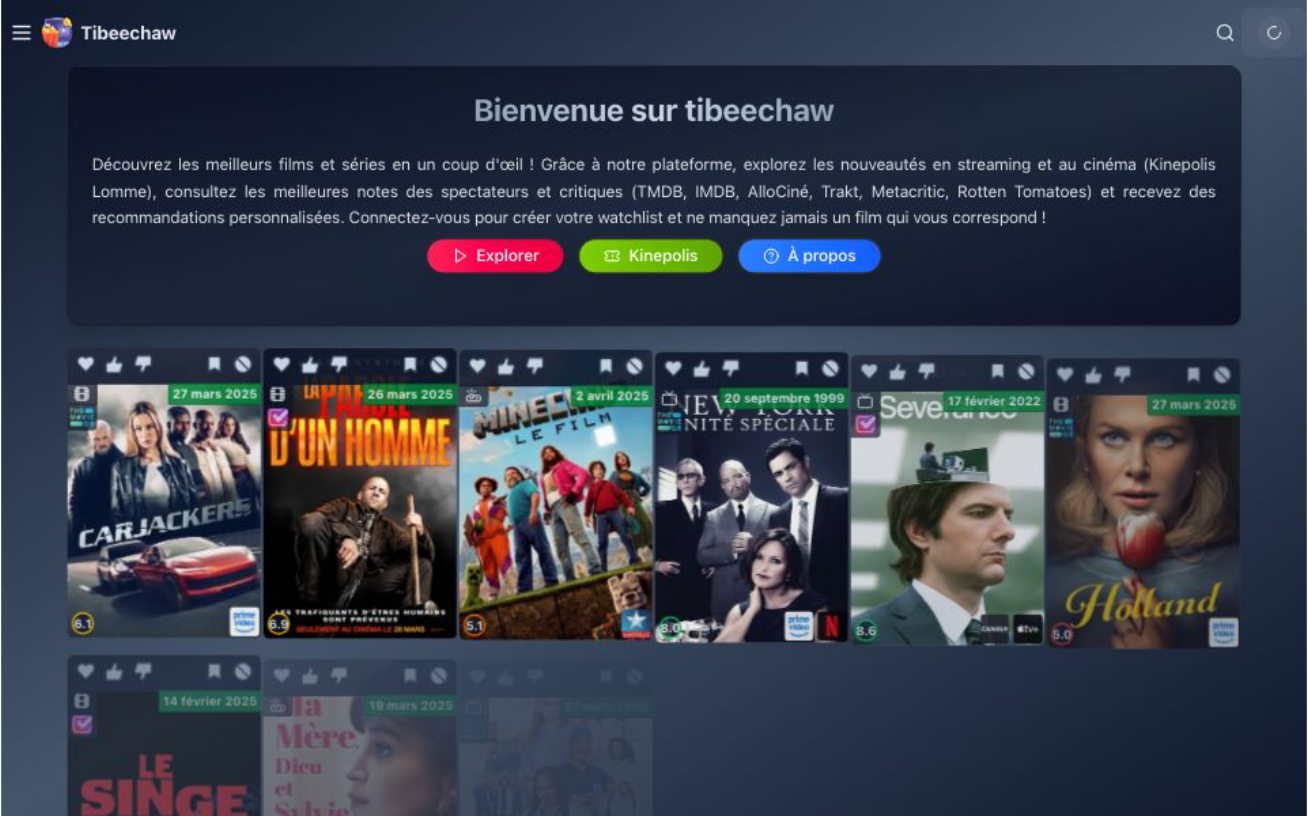 Tibeechaw
Bienvenue sur tibeechaw
Découvrez les meilleurs films et séries en un coup d'œil ! Grâce à notre plateforme, explorez les nouveautés en streaming et au cinéma (Kinepolis
Lomme), consultez les meilleures notes des spectateurs et critiques (TMDB, IMDB, AlloCiné, Trakt, Metacritic, Rotten Tomatoes) et recevez des
recommandations personnalisées. Connectez-vous pour créer votre watchlist et ne manquez jamais un film qui vous correspond !
Explorer
Kinepolis
À propos
27 mars 2025
THE MOVIE DB
CARJACKERS
6.1
prime video
26 mars 2025
LA PAROLE
D'UN HOMME
LES TRAFIQUANTS D'ÊTRES HUMAINS
SONT PRÉVENUS
SEULEMENT AU CINÉMA LE 26 MARS
6.9
2 avril 2025
MINECRAFT
LE FILM
5.1
20 septembre 1999
NEW YORK
UNITÉ SPÉCIALE
8.0
prime video
N
17 février 2022
Severance
8.6
CANAL+
tv+
27 mars 2025
THE MOVIE DB
Holland
5.0
prime video
14 février 2025
LE
SINGE
19 mars 2025
Ma
Mère,
Dieu
et
Sylvie
27 mars 2025